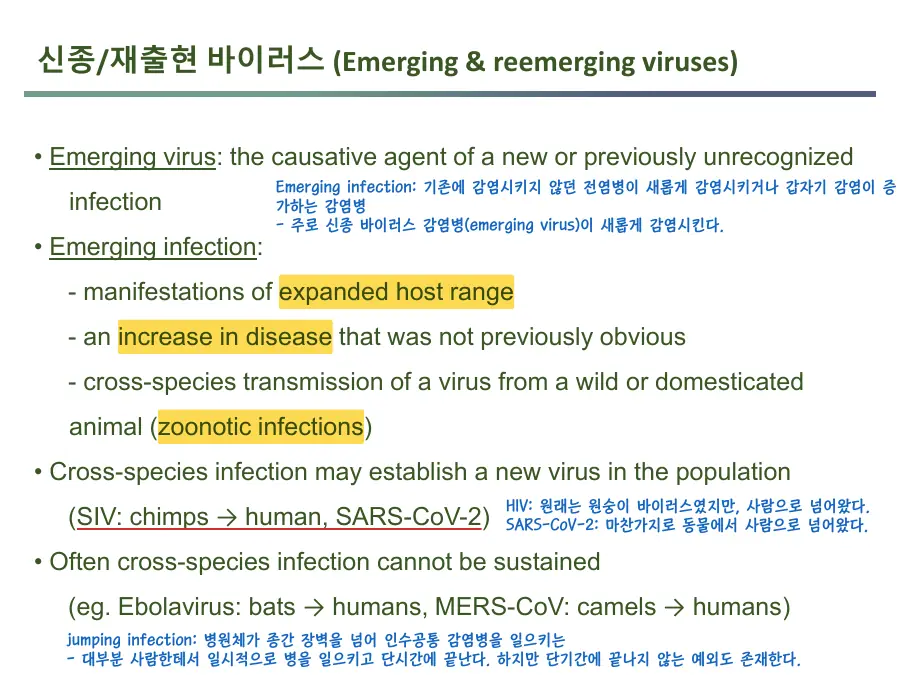 신종/재출현 바이러스 (Emerging & reemerging viruses)
• Emerging virus: the causative agent of a new or previously unrecognized
infection
Emerging infection: 기존에 감염시키지 않던 전염병이 새롭게 감염시키거나 갑자기 감염이 증
가하는 감염병
- 주로 신종 바이러스 감염병(emerging virus)이 새롭게 감염시킨다.
• Emerging infection:
- manifestations of expanded host range
- an increase in disease that was not previously obvious
- cross-species transmission of a virus from a wild or domesticated
animal (zoonotic infections)
• Cross-species infection may establish a new virus in the population
(SIV: chimps → human, SARS-CoV-2)
HIV: 원래는 원숭이 바이러스였지만, 사람으로 넘어왔다.
SARS-CoV-2: 마찬가지로 동물에서 사람으로 넘어왔다.
• Often cross-species infection cannot be sustained
(eg. Ebolavirus: bats → humans, MERS-CoV: camels → humans)
jumping infection: 병원체가 종간 장벽을 넘어 인수공통 감염병을 일으키는
- 대부분 사람한테서 일시적으로 병을 일으키고 단시간에 끝난다. 하지만 단기간에 끝나지 않는 예외도 존재한다.